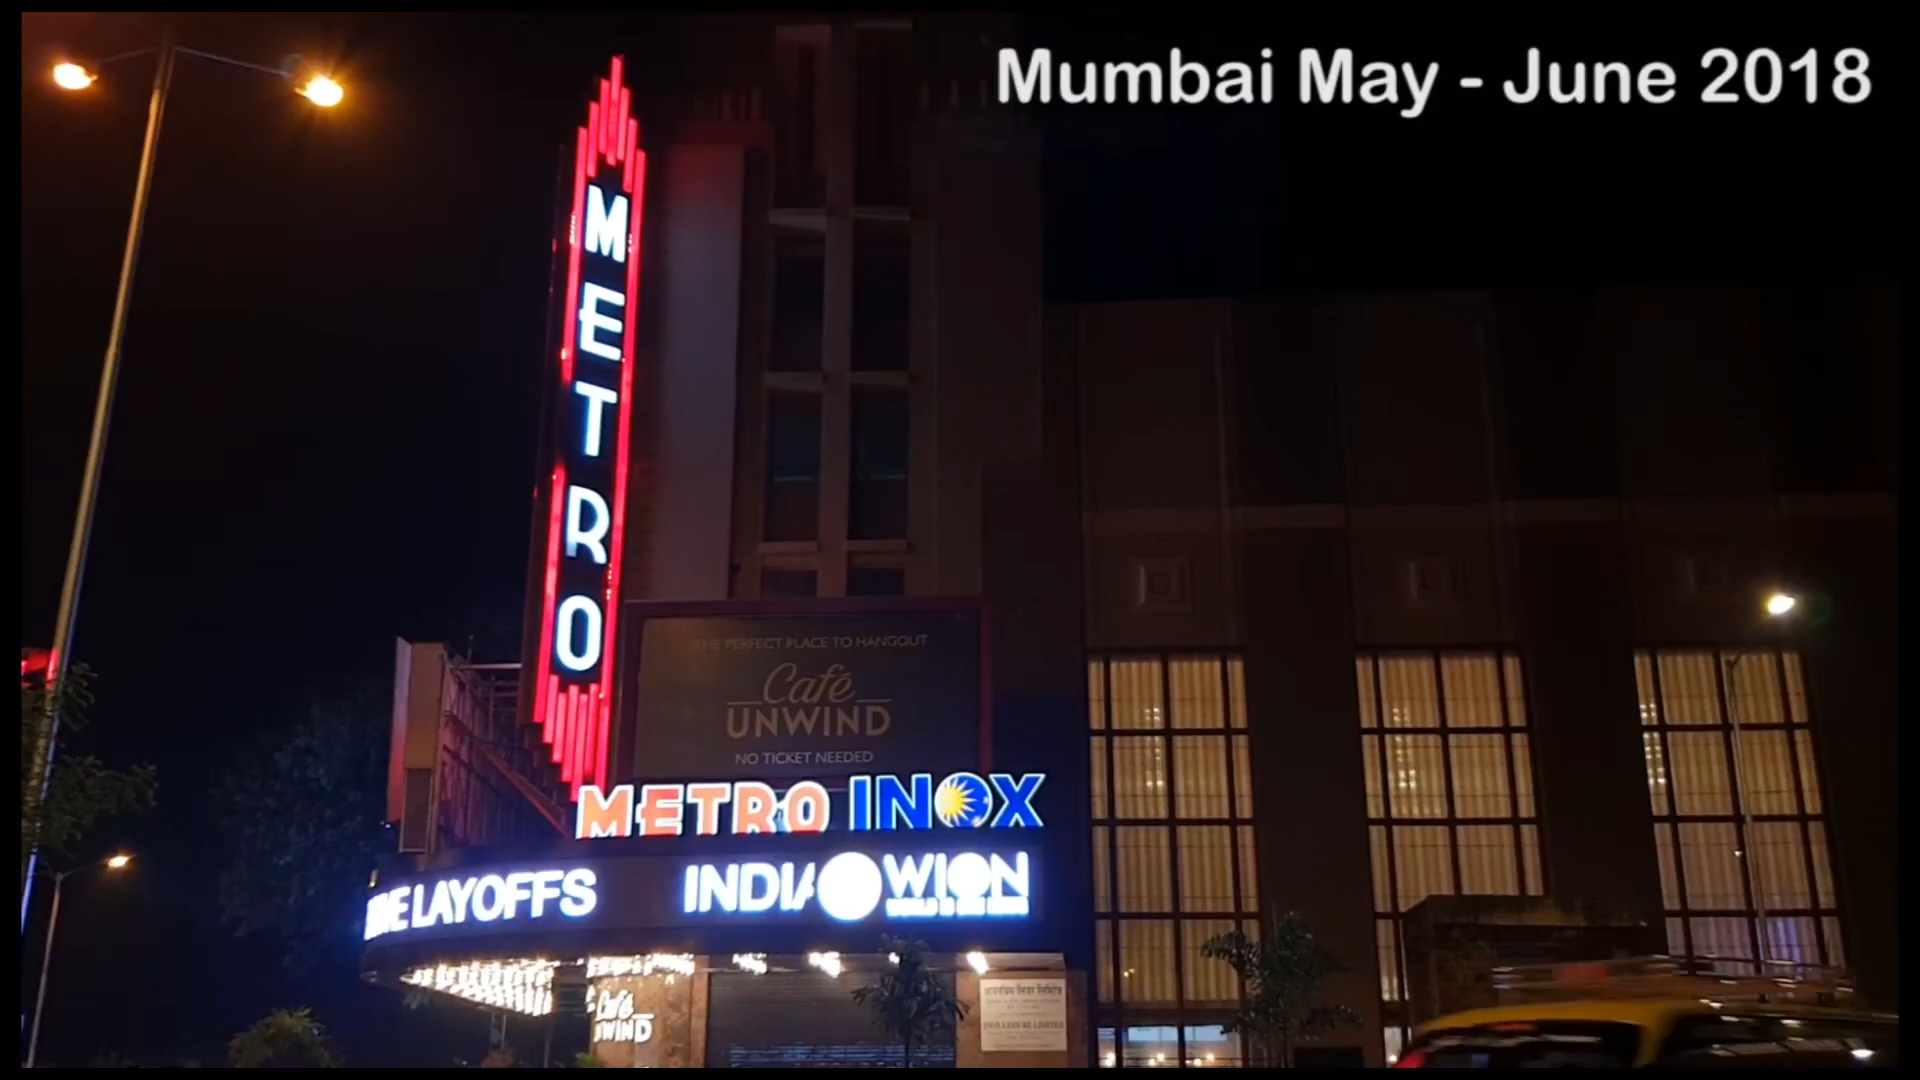 Mumbai May - June 2018
METRO
THE PERFECT PLACE TO HANGOUT
Café
UNWIND
NO TICKET NEEDED
METRO INOX
LAYOFFS INDIA WION
Café
UNWIND